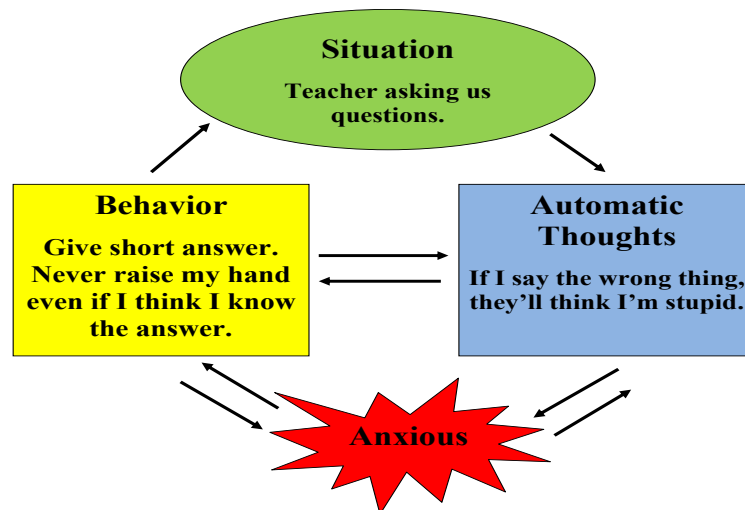 Situation
Teacher asking us
questions.
Behavior
Give short answer.
Never raise my hand
even if I think I know
the answer.
Automatic
Thoughts
If I say the wrong thing,
they’ll think I’m stupid.
Anxious